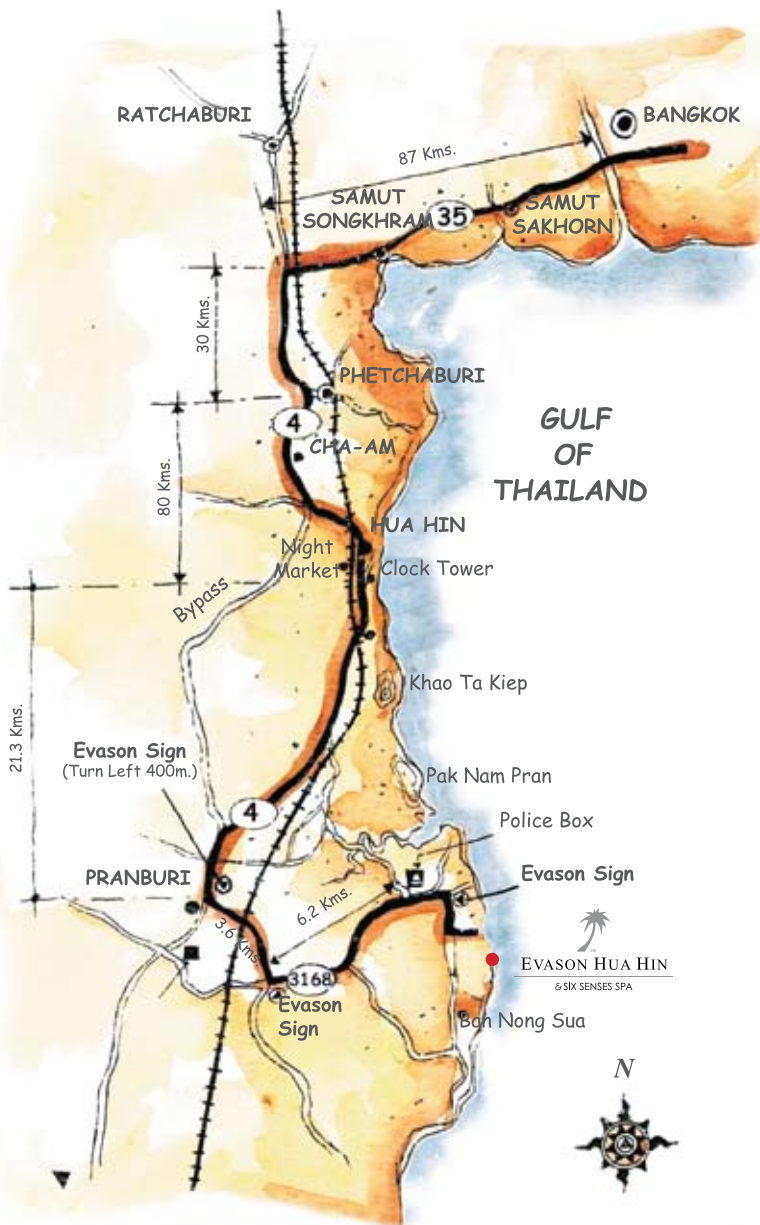 RATCHABURI
BANGKOK
87 Kms.
SAMUT
SONGKHRAM
35
SAMUT
SAKHORN
30 Kms.
PHETCHABURI
4
CHA-AM
GULF
OF
THAILAND
80 Kms.
HUA HIN
Night
Market
Clock Tower
Bypass
Khao Ta Kiep
21.3 Kms.
Evason Sign
(Turn Left 400m.)
Pak Nam Pran
4
Police Box
PRANBURI
Evason Sign
6.2 Kms.
3.6 Kms
3168
EVASON HUA HIN
& SIX SENSES SPA
Evason
Sign
Bah Nong Sua
N